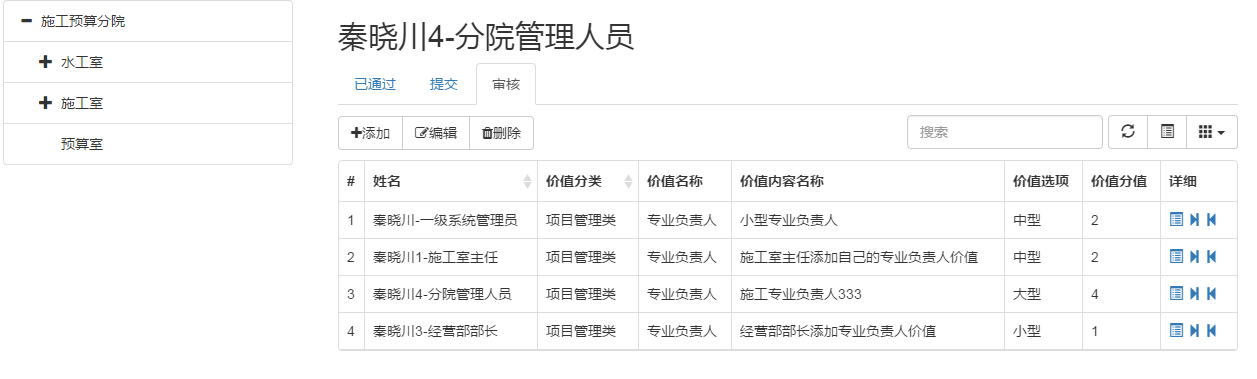 施工预算分院
水工室
施工室
预算室
秦晓川4-分院管理人员
已通过 提交 审核
添加 编辑 删除 搜索
# 姓名 价值分类 价值名称 价值内容名称 价值选项 价值分值 详细
1 秦晓川-一级系统管理员 项目管理类 专业负责人 小型专业负责人 中型 2
2 秦晓川1-施工室主任 项目管理类 专业负责人 施工室主任添加自己的专业负责人价值 中型 2
3 秦晓川4-分院管理人员 项目管理类 专业负责人 施工专业负责人333 大型 4
4 秦晓川3-经营部部长 项目管理类 专业负责人 经营部部长添加专业负责人价值 小型 1